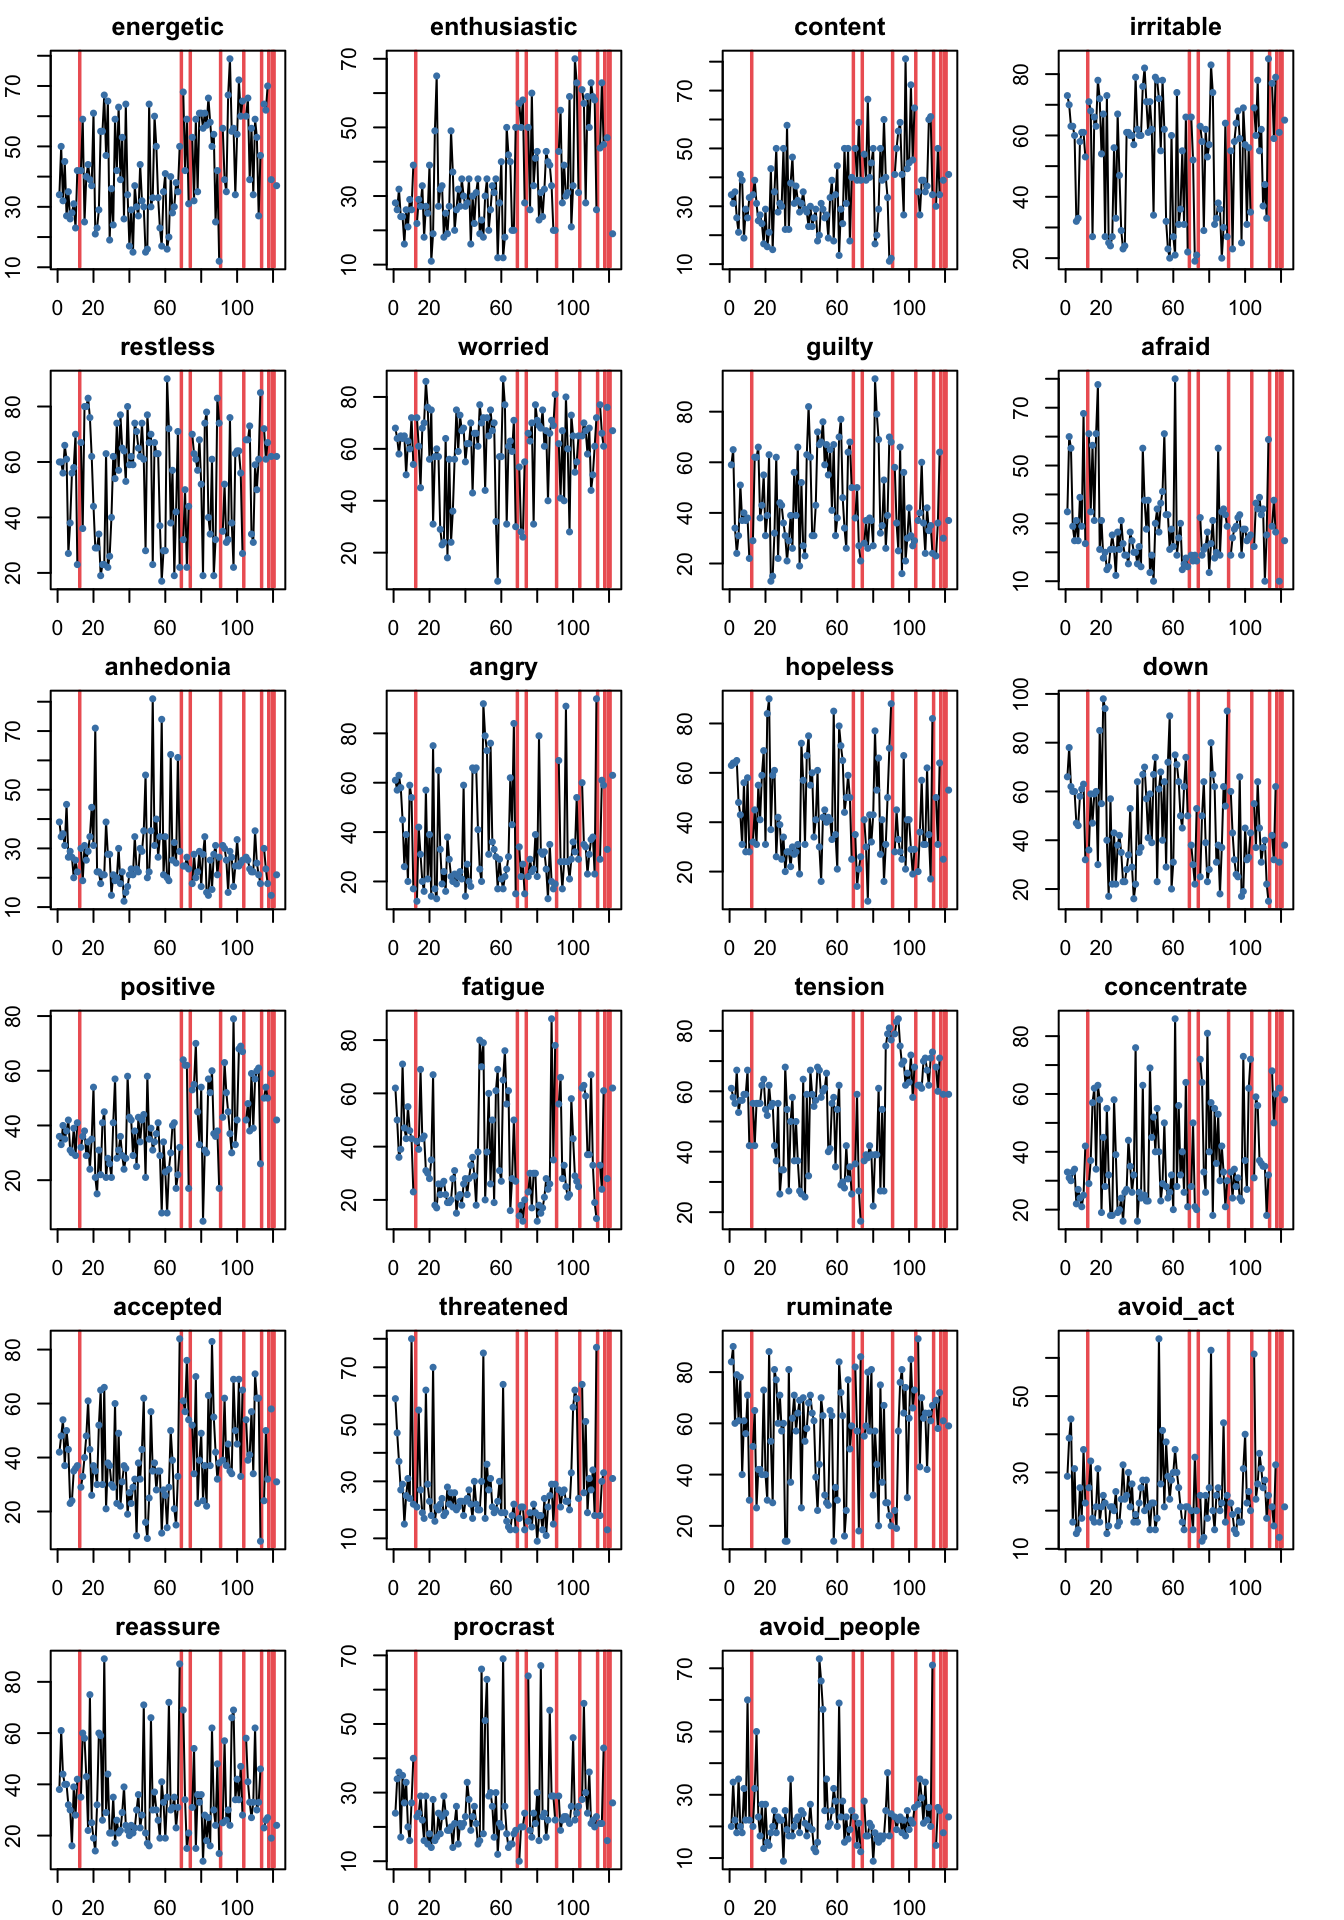 energetic enthusiastic content irritable
10 30 50 70 10 30 50 70 10 30 50 70 20 40 60 80
0 20 60 100 0 20 60 100 0 20 60 100 0 20 60 100
restless worried guilty afraid
20 40 60 80 20 40 60 80 20 40 60 80 10 30 50 70
0 20 60 100 0 20 60 100 0 20 60 100 0 20 60 100
anhedonia angry hopeless down
10 30 50 70 20 40 60 80 20 40 60 80 20 40 60 80 100
0 20 60 100 0 20 60 100 0 20 60 100 0 20 60 100
positive fatigue tension concentrate
20 40 60 80 20 40 60 80 20 40 60 80 20 40 60 80
0 20 60 100 0 20 60 100 0 20 60 100 0 20 60 100
accepted threatened ruminate avoid_act
20 40 60 80 10 30 50 70 20 40 60 80 10 30 50
0 20 60 100 0 20 60 100 0 20 60 100 0 20 60 100
reassure procrast avoid_people
20 40 60 80 10 30 50 70 10 30 50 70
0 20 60 100 0 20 60 100 0 20 60 100